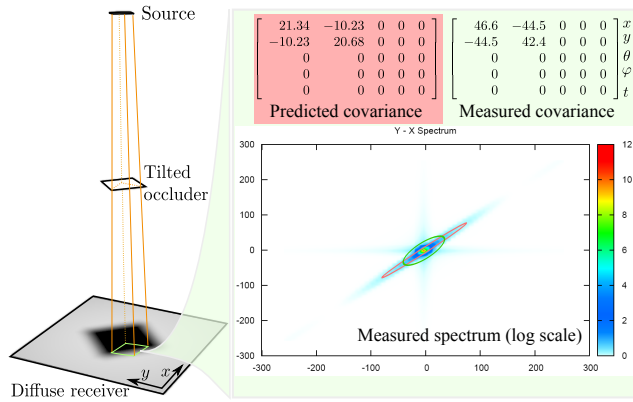 Source
Tilted
occluder
Diffuse receiver
y
x
21.34 −10.23 0 0 0
−10.23 20.68 0 0 0
0 0 0 0 0
0 0 0 0 0
0 0 0 0 0
Predicted covariance
46.6 −44.5 0 0 0 x
−44.5 42.4 0 0 0 y
0 0 0 0 0 θ
0 0 0 0 0 φ
0 0 0 0 0 t
Measured covariance
Y - X Spectrum
300
200
100
0
-100
-200
-300
-300 -200 -100 0 100 200 300
Measured spectrum (log scale)
12
10
8
6
4
2
0